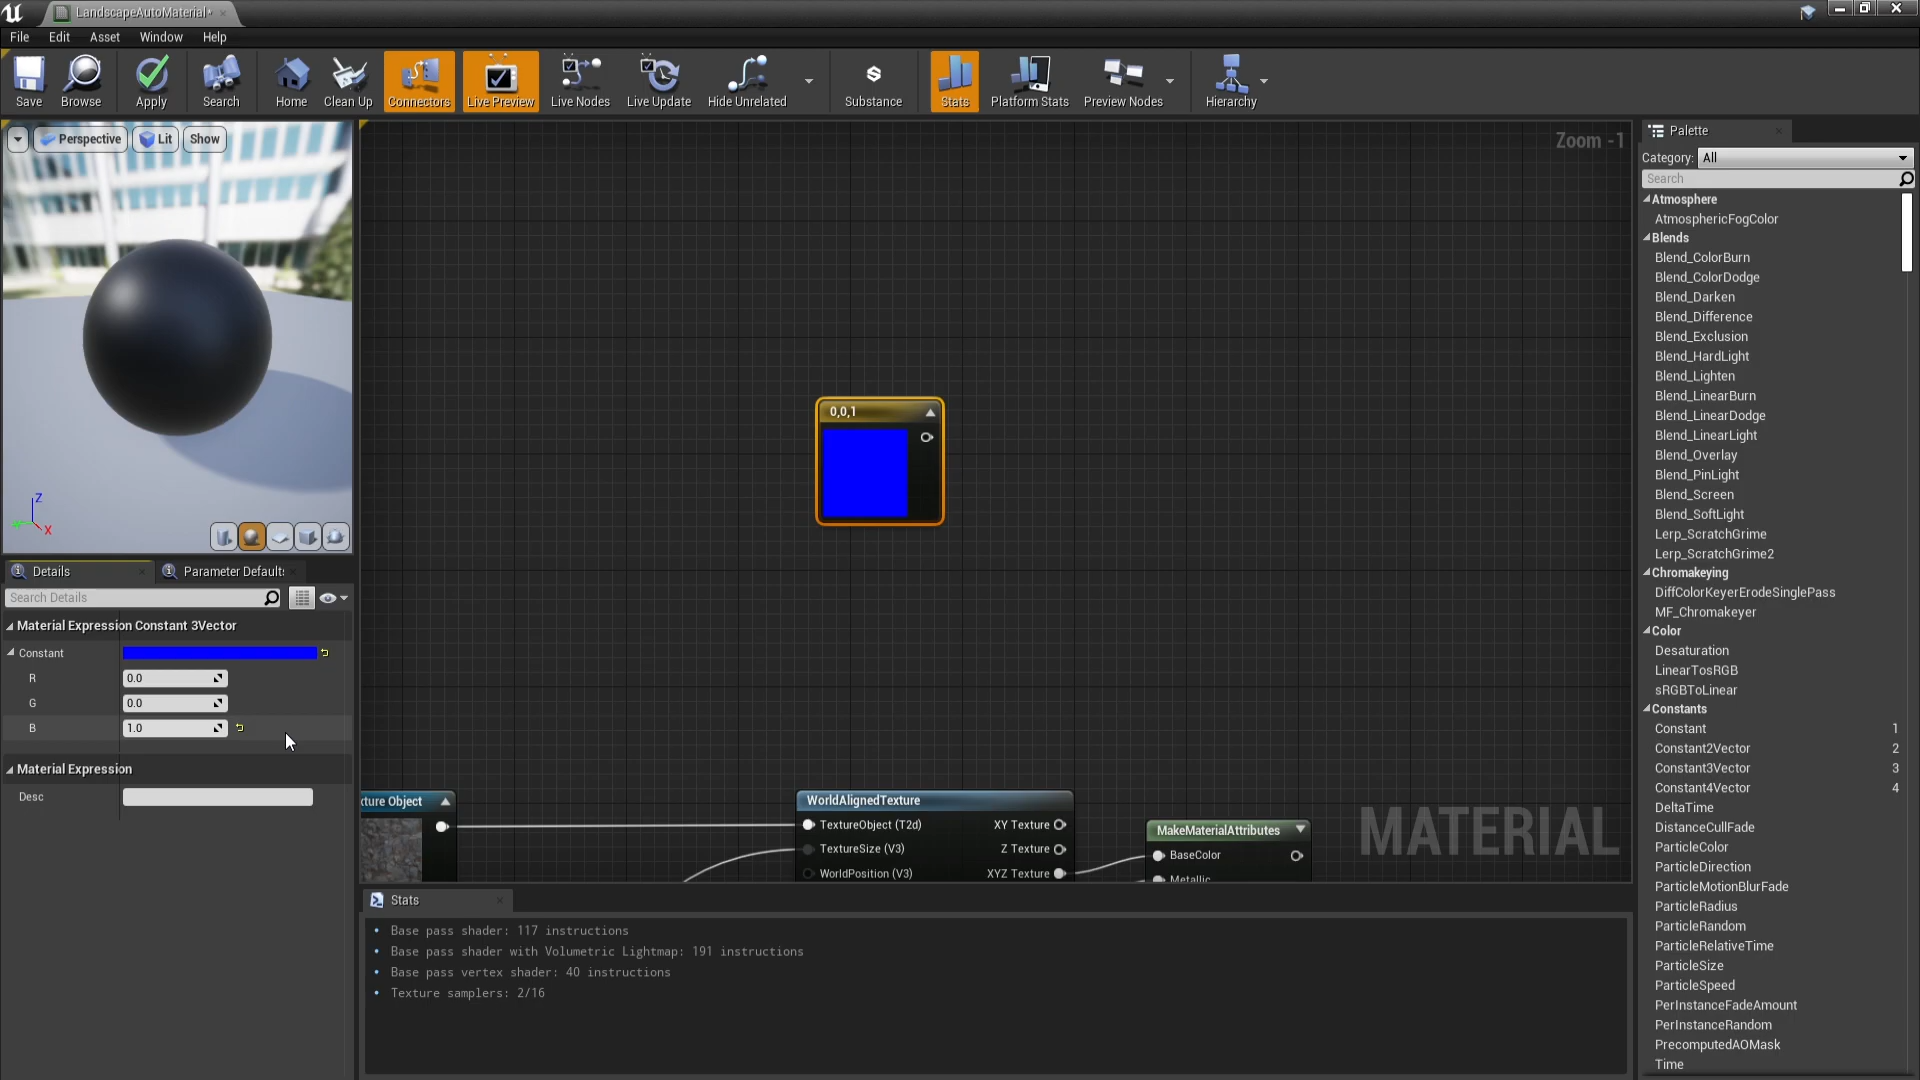 LandscapeAutoMaterial*
File Edit Asset Window Help
Save Browse Apply Search Home Clean Up Connectors Live Preview Live Nodes Live Update Hide Unrelated Substance Stats Platform Stats Preview Nodes Hierarchy
Perspective Lit Show
Z
X
Details Parameter Defaults
Search Details
Material Expression Constant 3Vector
Constant
R 0.0
G 0.0
B 1.0
Material Expression
Desc
Zoom -1
0,0,1
xture Object
WorldAlignedTexture
TextureObject (T2d) XY Texture
TextureSize (V3) Z Texture
WorldPosition (V3) XYZ Texture
MakeMaterialAttributes
BaseColor
Metallic
MATERIAL
Stats
Base pass shader: 117 instructions
Base pass shader with Volumetric Lightmap: 191 instructions
Base pass vertex shader: 40 instructions
Texture samplers: 2/16
Palette
Category: All
Search
Atmosphere
AtmosphericFogColor
Blends
Blend_ColorBurn
Blend_ColorDodge
Blend_Darken
Blend_Difference
Blend_Exclusion
Blend_HardLight
Blend_Lighten
Blend_LinearBurn
Blend_LinearDodge
Blend_LinearLight
Blend_Overlay
Blend_PinLight
Blend_Screen
Blend_SoftLight
Lerp_ScratchGrime
Lerp_ScratchGrime2
Chromakeying
DiffColorKeyerErodeSinglePass
MF_Chromakeyer
Color
Desaturation
LinearTosRGB
sRGBToLinear
Constants
Constant 1
Constant2Vector 2
Constant3Vector 3
Constant4Vector 4
DeltaTime
DistanceCullFade
ParticleColor
ParticleDirection
ParticleMotionBlurFade
ParticleRadius
ParticleRandom
ParticleRelativeTime
ParticleSize
ParticleSpeed
PerInstanceFadeAmount
PerInstanceRandom
PrecomputedAOMask
Time